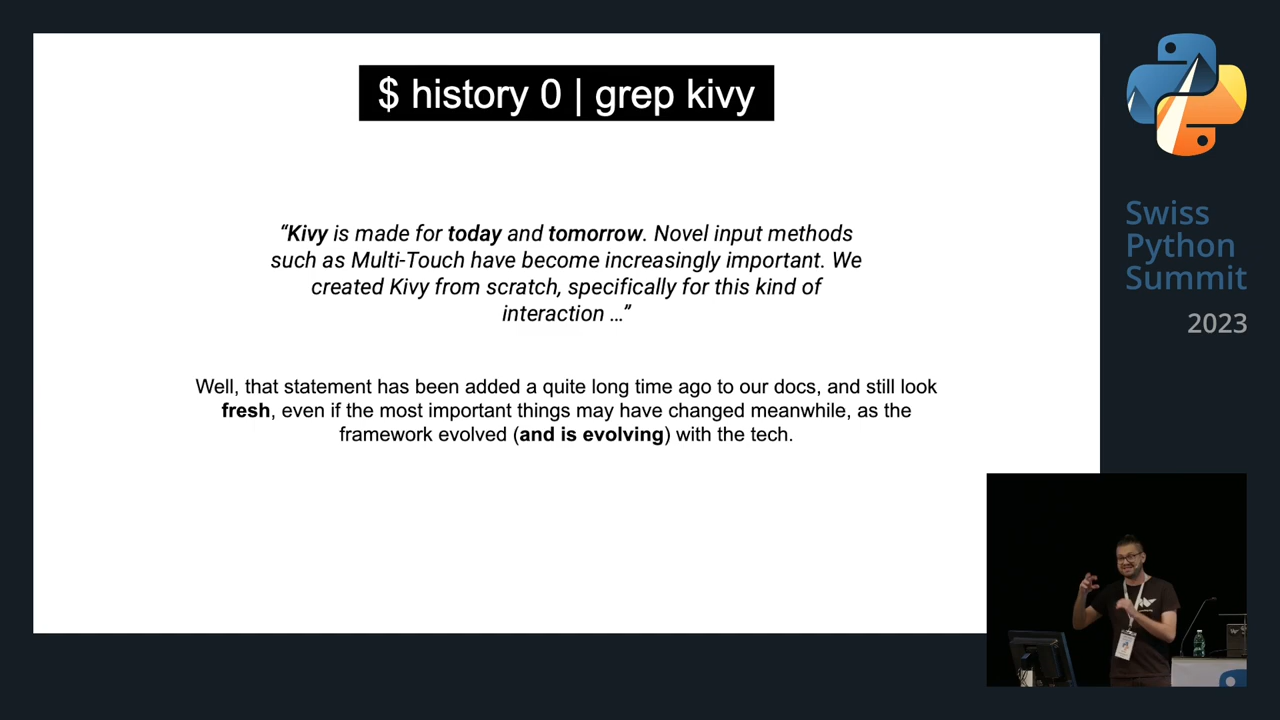 $ history 0 | grep kivy
“Kivy is made for today and tomorrow. Novel input methods
such as Multi-Touch have become increasingly important. We
created Kivy from scratch, specifically for this kind of
interaction …”
Well, that statement has been added a quite long time ago to our docs, and still look
fresh, even if the most important things may have changed meanwhile, as the
framework evolved (and is evolving) with the tech.
Swiss
Python
Summit
2023